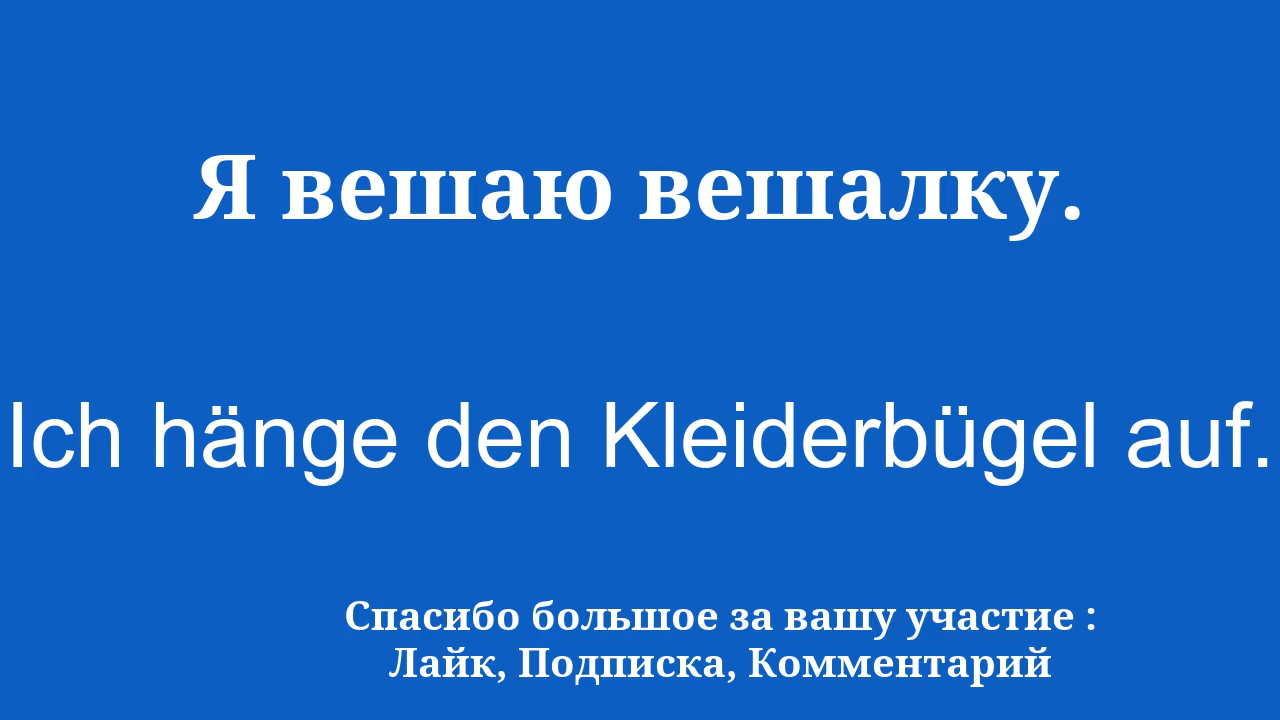 Я вешаю вешалку.
Ich hänge den Kleiderbügel auf.
Спасибо большое за вашу участие :
Лайк, Подписка, Комментарий